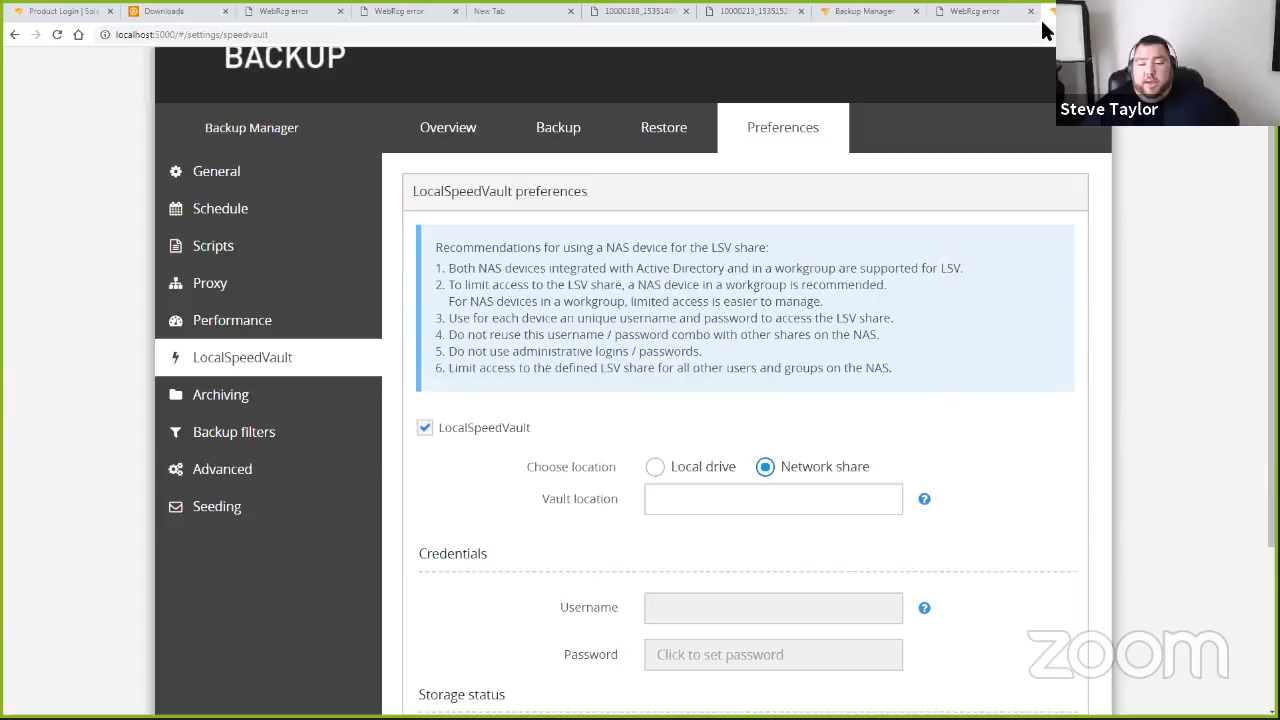 Product Login | Sola
Downloads
WebRcg error
WebRcg error
New Tab
10000188_1535148
10000213_1535152
Backup Manager
WebRcg error
localhost:5000/#/settings/speedvault
BACKUP
Steve Taylor
Backup Manager
Overview
Backup
Restore
Preferences
General
Schedule
Scripts
Proxy
Performance
LocalSpeedVault
Archiving
Backup filters
Advanced
Seeding
LocalSpeedVault preferences
Recommendations for using a NAS device for the LSV share:
1. Both NAS devices integrated with Active Directory and in a workgroup are supported for LSV.
2. To limit access to the LSV share, a NAS device in a workgroup is recommended.
For NAS devices in a workgroup, limited access is easier to manage.
3. Use for each device an unique username and password to access the LSV share.
4. Do not reuse this username / password combo with other shares on the NAS.
5. Do not use administrative logins / passwords.
6. Limit access to the defined LSV share for all other users and groups on the NAS.
LocalSpeedVault
Choose location Local drive Network share
Vault location
Credentials
Username
Password Click to set password
Storage status
zoom